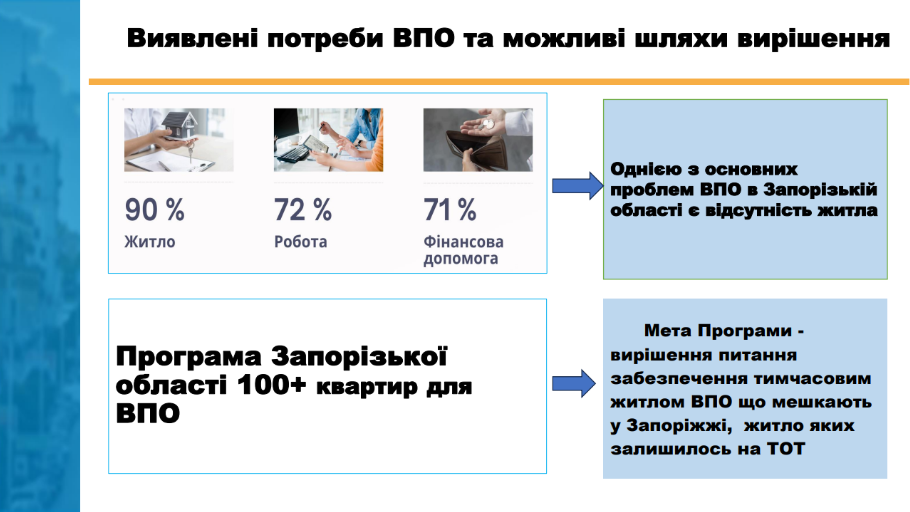 Виявлені потреби ВПО та можливі шляхи вирішення
90 %
Житло
72 %
Робота
71 %
Фінансова
допомога
Однією з основних
проблем ВПО в Запорізькій
області є відсутність житла
Програма Запорізької
області 100+ квартир для
ВПО
Мета Програми -
вирішення питання
забезпечення тимчасовим
житлом ВПО що мешкають
у Запоріжжі, житло яких
залишилось на ТОТ